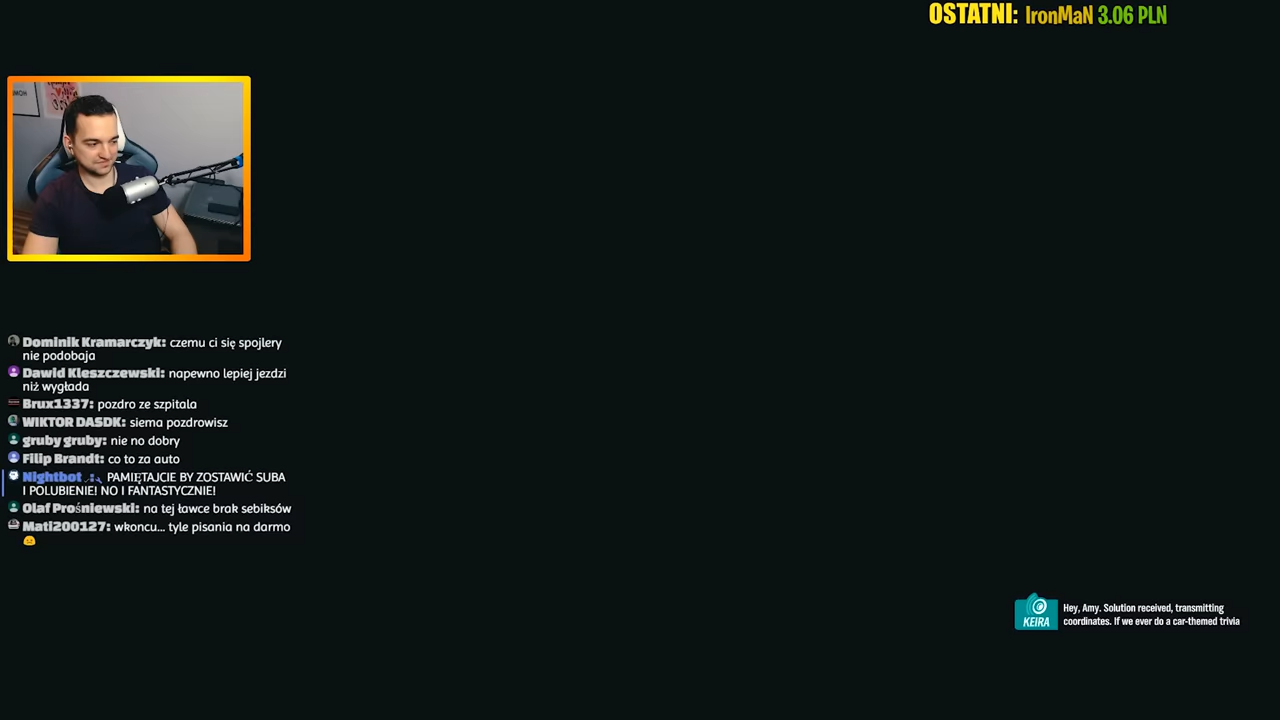 OSTATNI: IronMaN 3.06 PLN
Dominik Kramarczyk: czemu ci się spojlery
nie podobaja
Dawid Kleszczewski: napewno lepiej jezdzi
niż wygłada
Brux1337: pozdro ze szpitala
WIKTOR DASDK: siema pozdrowisz
gruby gruby: nie no dobry
Filip Brandt: co to za auto
Nightbot : PAMIĘTAJCIE BY ZOSTAWIĆ SUBA
I POLUBIENIE! NO I FANTASTYCZNIE!
Olaf Prośniewski: na tej ławce brak sebiksów
Mati200127: wkoncu... tyle pisania na darmo
KEIRA
Hey, Amy. Solution received, transmitting
coordinates. If we ever do a car-themed trivia